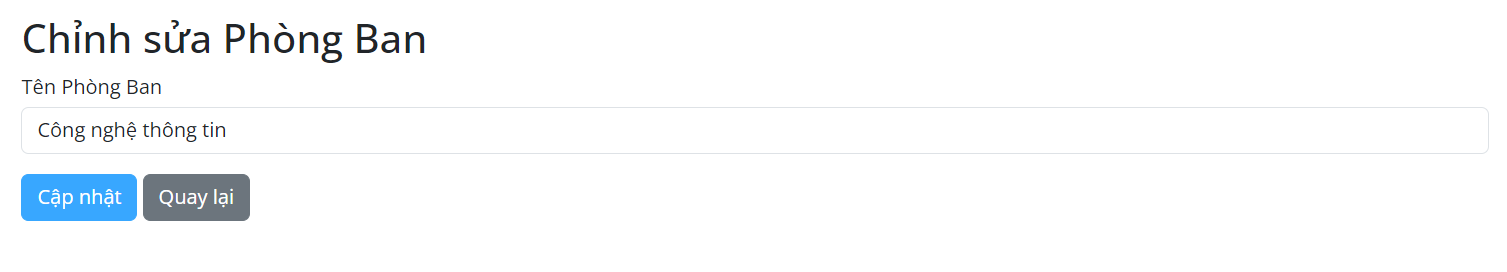 Chỉnh sửa Phòng Ban
Tên Phòng Ban
Công nghệ thông tin
Cập nhật Quay lại